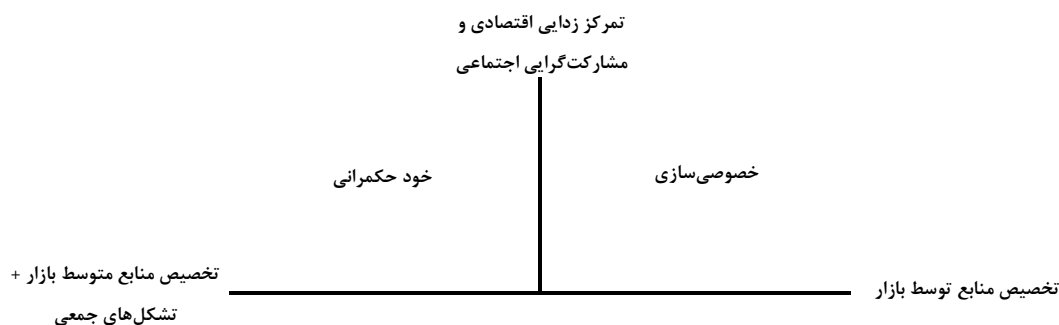 تمرکز زدایی اقتصادی و
مشارکت‌گرایی اجتماعی
خصوصی‌سازی
خود حکمرانی
تخصیص منابع توسط بازار
تخصیص منابع متوسط بازار +
تشکل‌های جمعی